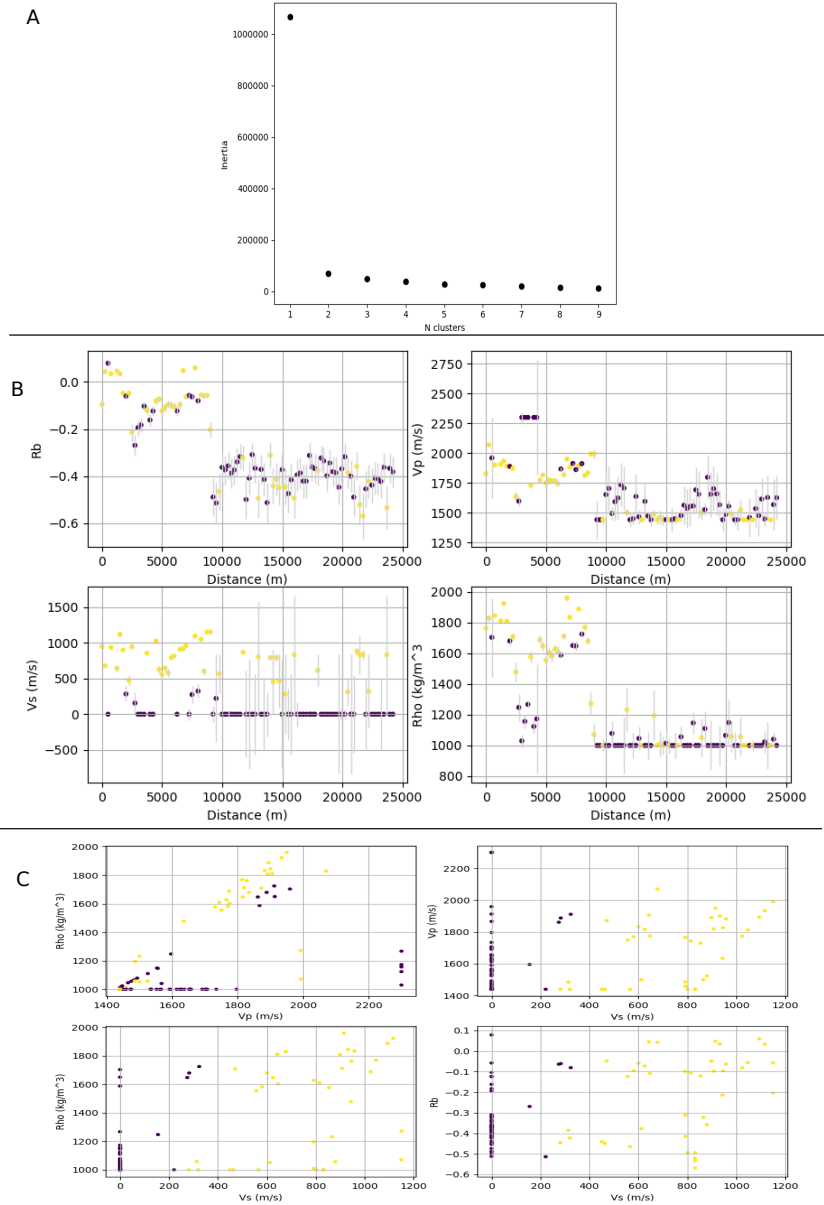 A
1000000
800000
600000
400000
200000
0
Inertia
1 2 3 4 5 6 7 8 9
N clusters
B
0.0
−0.2
−0.4
−0.6
Rb
0 5000 10000 15000 20000 25000
Distance (m)
2750
2500
2250
2000
1750
1500
1250
Vp (m/s)
0 5000 10000 15000 20000 25000
Distance (m)
1500
1000
500
0
−500
Vs (m/s)
0 5000 10000 15000 20000 25000
Distance (m)
2000
1800
1600
1400
1200
1000
800
Rho (kg/m^3
0 5000 10000 15000 20000 25000
Distance (m)
C
2000
1800
1600
1400
1200
1000
Rho (kg/m^3)
1400 1600 1800 2000 2200
Vp (m/s)
2200
2000
1800
1600
1400
Vp (m/s)
0 200 400 600 800 1000 1200
Vs (m/s)
2000
1800
1600
1400
1200
1000
Rho (kg/m^3)
0 200 400 600 800 1000 1200
Vs (m/s)
0.1
0.0
−0.1
−0.2
−0.3
−0.4
−0.5
−0.6
Rb
0 200 400 600 800 1000 1200
Vs (m/s)